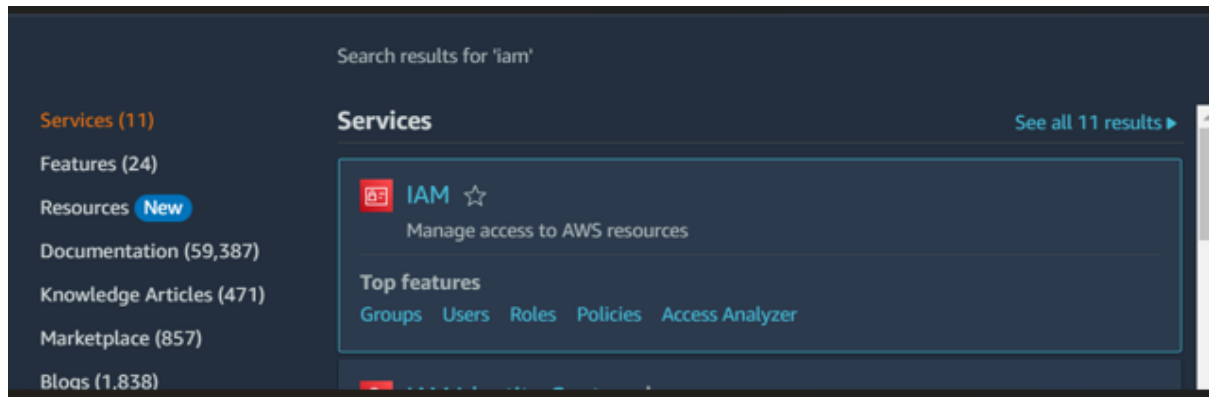 Search results for 'iam'
Services (11)
Features (24)
Resources New
Documentation (59,387)
Knowledge Articles (471)
Marketplace (857)
Blogs (1,838)
Services
See all 11 results ▶
IAM
Manage access to AWS resources
Top features
Groups Users Roles Policies Access Analyzer